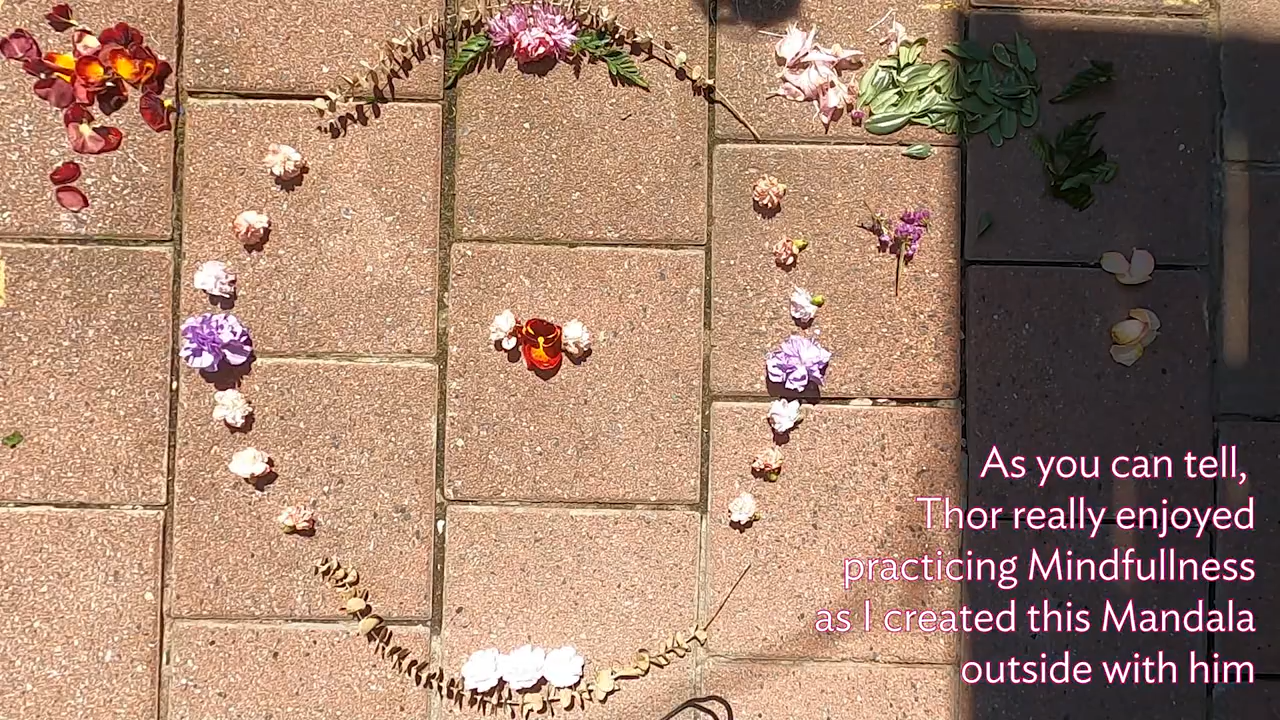 As you can tell,
Thor really enjoyed
practicing Mindfullness
as I created this Mandala
outside with him